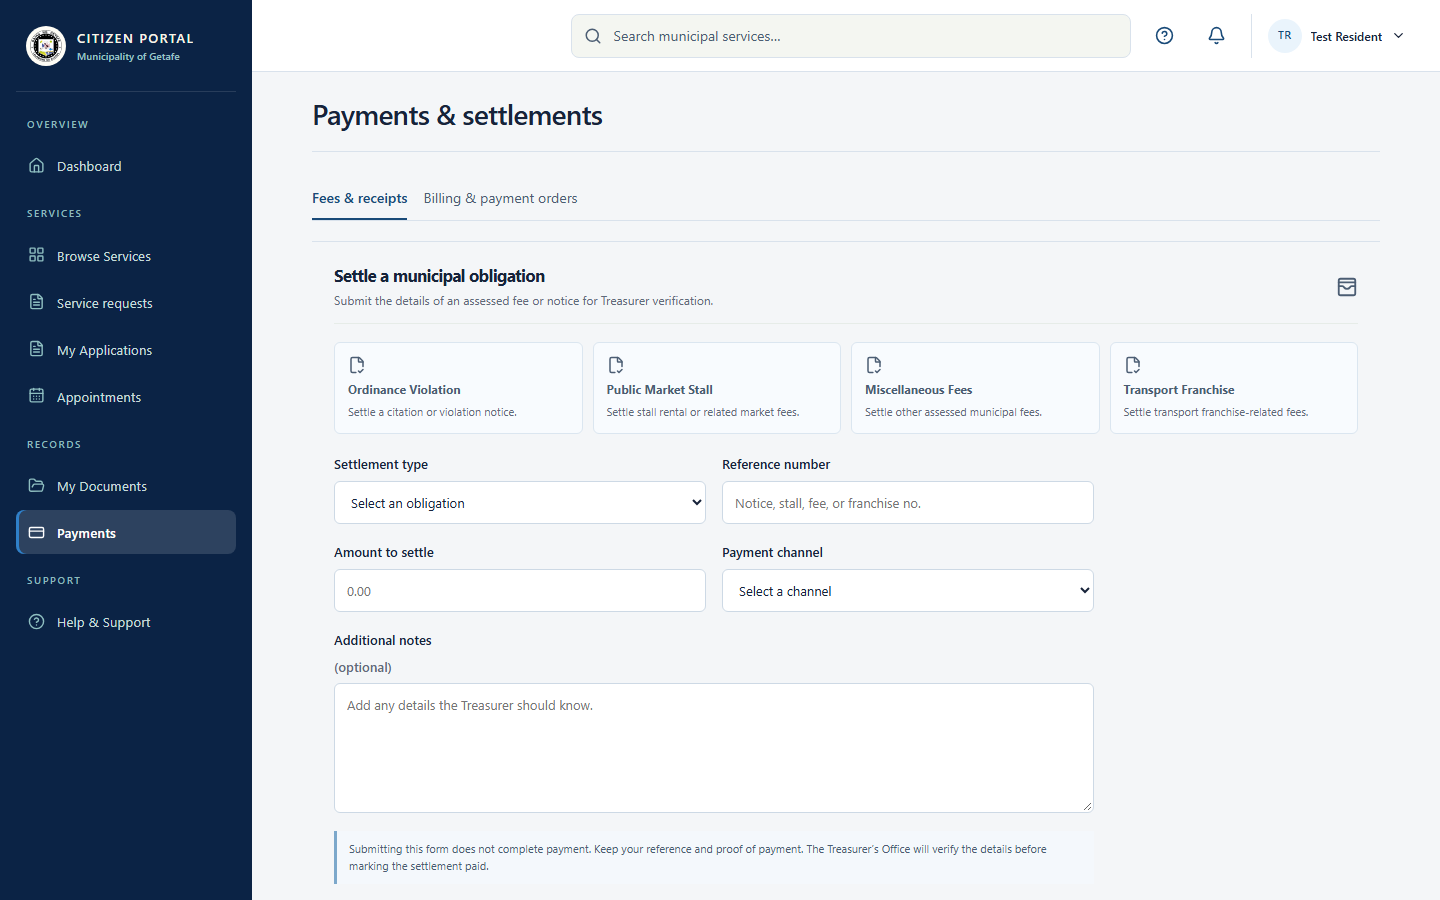 CITIZEN PORTAL
Municipality of Getafe
Search municipal services...
TR
Test Resident
OVERVIEW
Dashboard
SERVICES
Browse Services
Service requests
My Applications
Appointments
RECORDS
My Documents
Payments
SUPPORT
Help & Support
Payments & settlements
Fees & receipts
Billing & payment orders
Settle a municipal obligation
Submit the details of an assessed fee or notice for Treasurer verification.
Ordinance Violation
Settle a citation or violation notice.
Public Market Stall
Settle stall rental or related market fees.
Miscellaneous Fees
Settle other assessed municipal fees.
Transport Franchise
Settle transport franchise-related fees.
Settlement type
Select an obligation
Reference number
Notice, stall, fee, or franchise no.
Amount to settle
0.00
Payment channel
Select a channel
Additional notes
(optional)
Add any details the Treasurer should know.
Submitting this form does not complete payment. Keep your reference and proof of payment. The Treasurer's Office will verify the details before
marking the settlement paid.